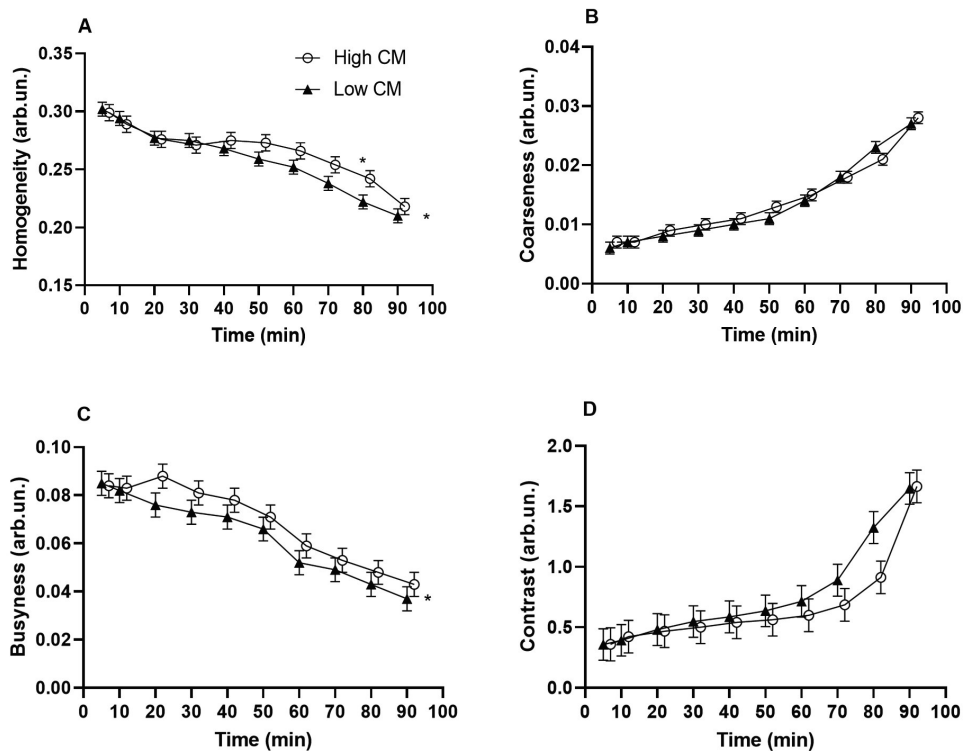 A
0.35
0.30
0.25
0.20
0.15
Homogeneity (arb.un.)
High CM
Low CM
*
*
0 10 20 30 40 50 60 70 80 90 100
Time (min)
B
0.04
0.03
0.02
0.01
0.00
Coarseness (arb.un.)
0 10 20 30 40 50 60 70 80 90 100
Time (min)
C
0.10
0.08
0.06
0.04
0.02
0.00
Busyness (arb.un.)
*
0 10 20 30 40 50 60 70 80 90 100
Time (min)
D
2.0
1.5
1.0
0.5
0.0
Contrast (arb.un.)
0 10 20 30 40 50 60 70 80 90 100
Time (min)